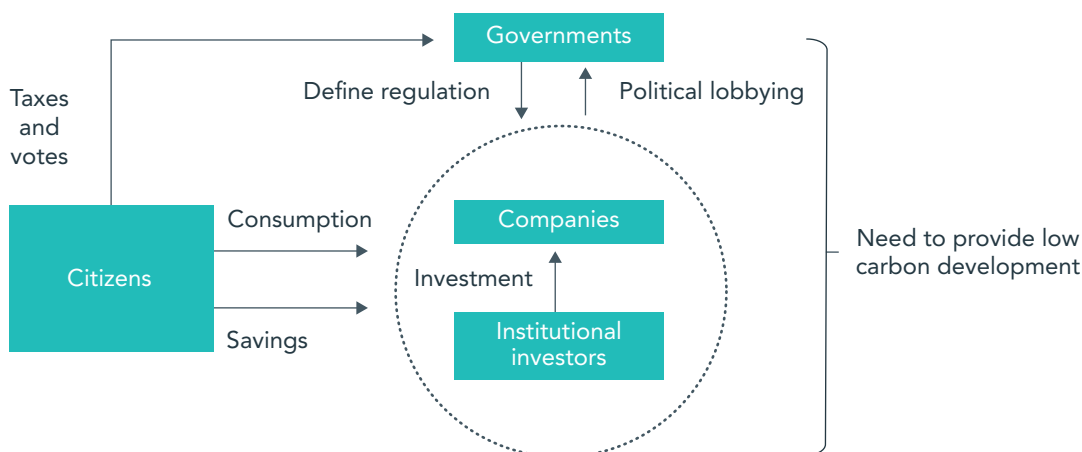 Governments
Define regulation
Political lobbying
Taxes
and
votes
Citizens
Consumption
Savings
Companies
Investment
Institutional
investors
Need to provide low
carbon development